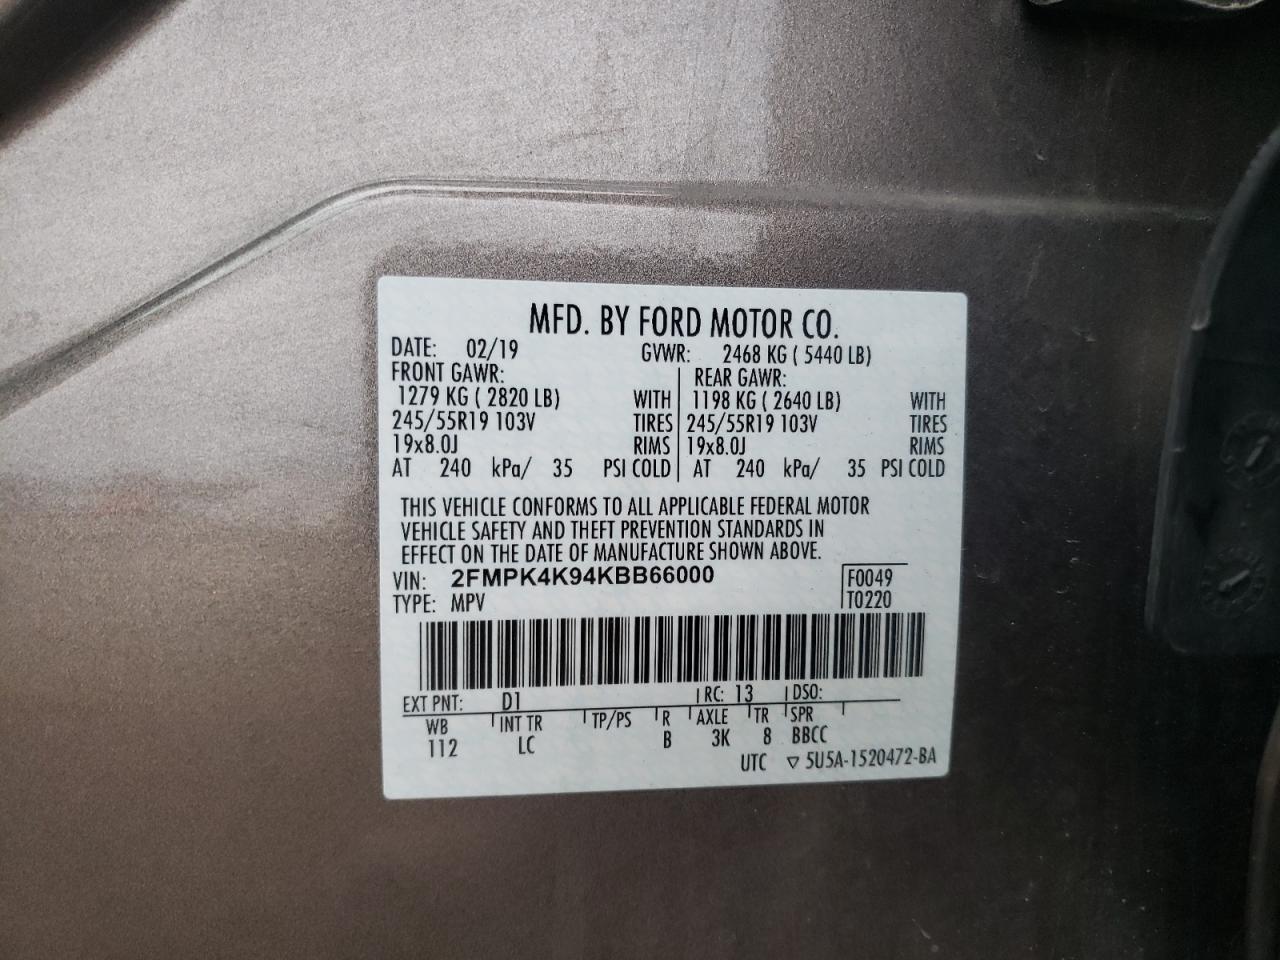 MFD. BY FORD MOTOR CO.
DATE: 02/19 GVWR: 2468 KG ( 5440 LB)
FRONT GAWR: REAR GAWR:
1279 KG ( 2820 LB) WITH 1198 KG ( 2640 LB) WITH
245/55R19 103V TIRES 245/55R19 103V TIRES
19x8.0J RIMS 19x8.0J RIMS
AT 240 kPa/ 35 PSI COLD AT 240 kPa/ 35 PSI COLD
THIS VEHICLE CONFORMS TO ALL APPLICABLE FEDERAL MOTOR
VEHICLE SAFETY AND THEFT PREVENTION STANDARDS IN
EFFECT ON THE DATE OF MANUFACTURE SHOWN ABOVE.
VIN: 2FMPK4K94KBB66000 F0049
TYPE: MPV T0220
EXT PNT: D1 RC: 13 DSO:
WB INT TR TP/PS R AXLE TR SPR
112 LC B 3K 8 BBCC
UTC ▽ 5U5A-1520472-BA